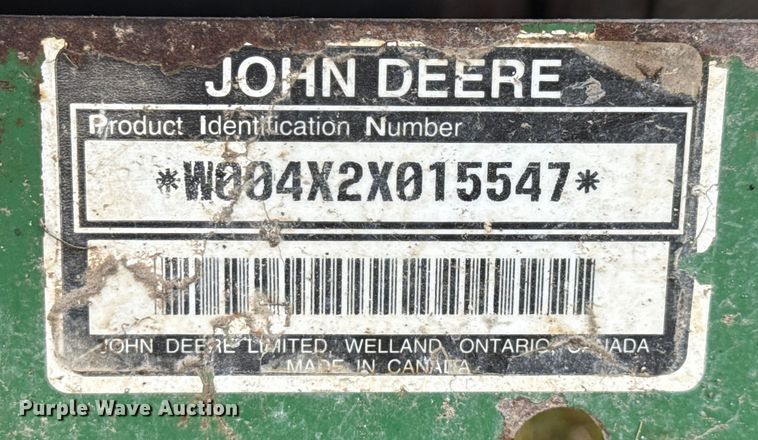 JOHN DEERE
Product Identification Number
*W004X2X015547*
JOHN DEERE LIMITED, WELLAND, ONTARIO, CANADA
MADE IN CANADA
Purple Wave Auction